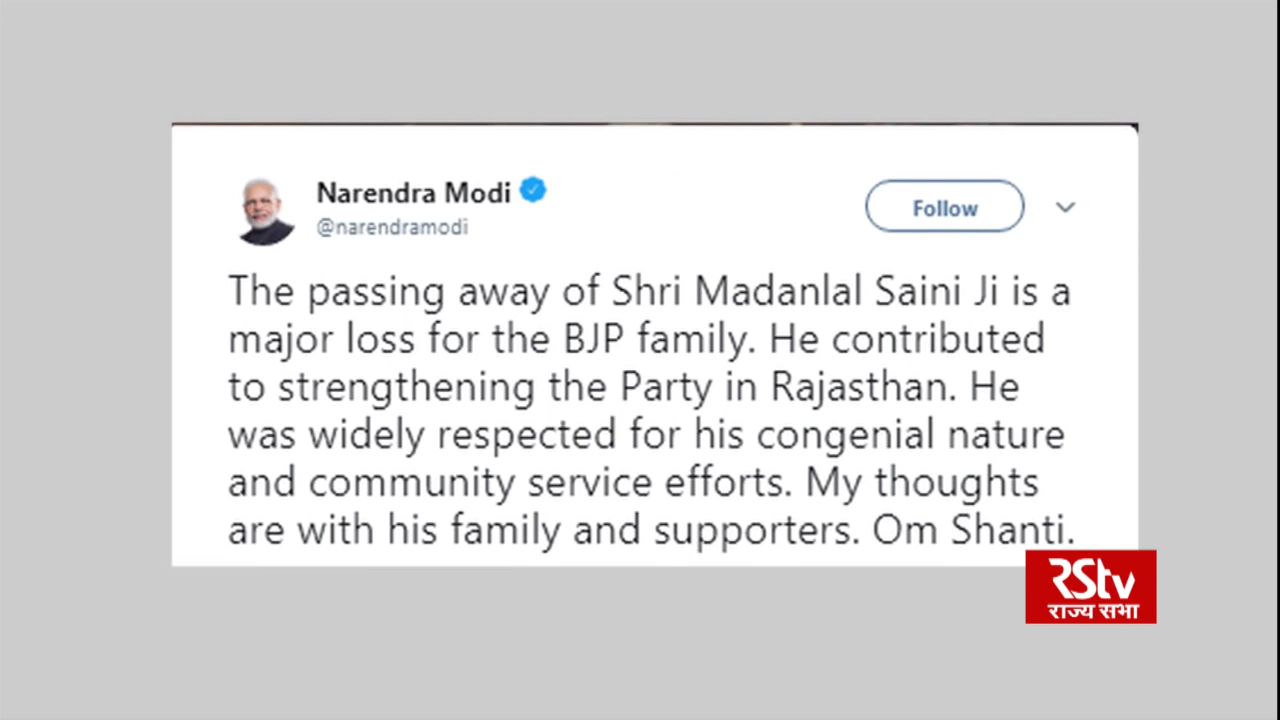 Narendra Modi
@narendramodi
Follow
The passing away of Shri Madanlal Saini Ji is a
major loss for the BJP family. He contributed
to strengthening the Party in Rajasthan. He
was widely respected for his congenial nature
and community service efforts. My thoughts
are with his family and supporters. Om Shanti.
RStv
राज्य सभा